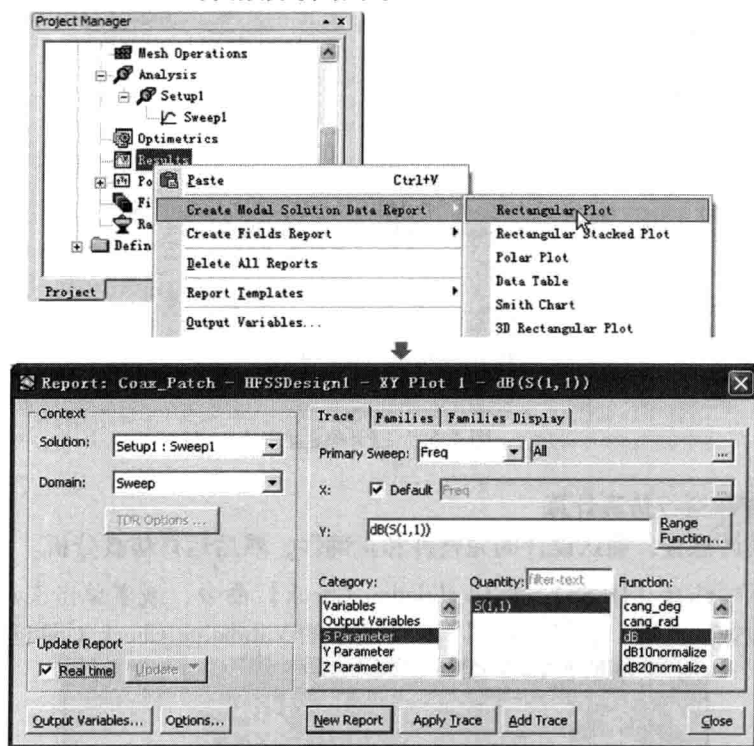 Project Manager
Mesh Operations
Analysis
Setup1
Sweep1
Optimetrics
Results
Po
Fi
Ra
Defin
Project
Paste Ctrl+V
Create Modal Solution Data Report
Create Fields Report
Delete All Reports
Report Templates
Output Variables...
Rectangular Plot
Rectangular Stacked Plot
Polar Plot
Data Table
Smith Chart
3D Rectangular Plot
Report: Coax_Patch - HFSSDesign1 - XY Plot 1 - dB(S(1,1))
Context
Solution: Setup1 : Sweep1
Domain: Sweep
TDR Options ...
Update Report
Real time Update
Output Variables... Options...
Trace Families Families Display
Primary Sweep: Freq All ...
X: Default Freq ...
Y: dB(S(1,1)) Range Function...
Category: Quantity: filter-text Function:
Variables
Output Variables
S Parameter
Y Parameter
Z Parameter
S(1,1)
cang_deg
cang_rad
dB
dB10normalize
dB20normalize
New Report Apply Trace Add Trace Close